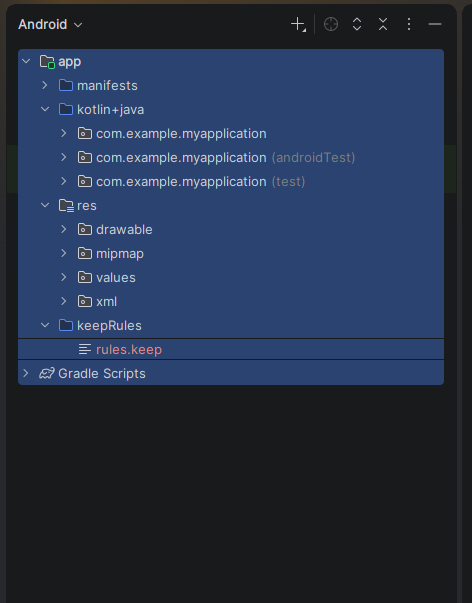 Android
app
manifests
kotlin+java
com.example.myapplication
com.example.myapplication (androidTest)
com.example.myapplication (test)
res
drawable
mipmap
values
xml
keepRules
rules.keep
Gradle Scripts